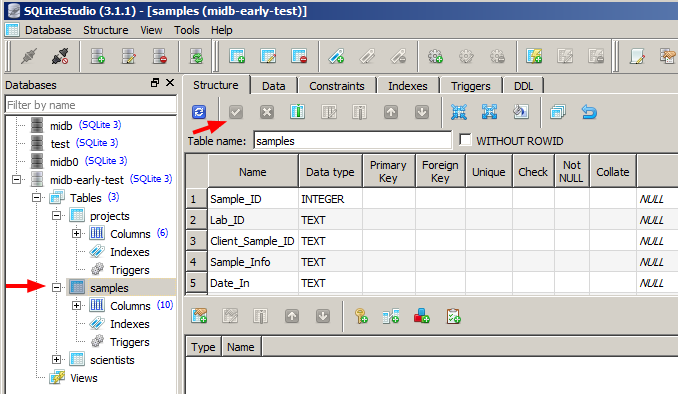 SQLiteStudio (3.1.1) - [samples (midb-early-test)]
Database Structure View Tools Help
Databases
Filter by name
midb (SQLite 3)
test (SQLite 3)
midb0 (SQLite 3)
midb-early-test (SQLite 3)
Tables (3)
projects
Columns (6)
Indexes
Triggers
samples
Columns (10)
Indexes
Triggers
scientists
Views
Structure Data Constraints Indexes Triggers DDL
Table name: samples WITHOUT ROWID
Name Data type Primary Key Foreign Key Unique Check Not NULL Collate
1 Sample_ID INTEGER NULL
2 Lab_ID TEXT NULL
3 Client_Sample_ID TEXT NULL
4 Sample_Info TEXT NULL
5 Date_In TEXT NULL
Type Name